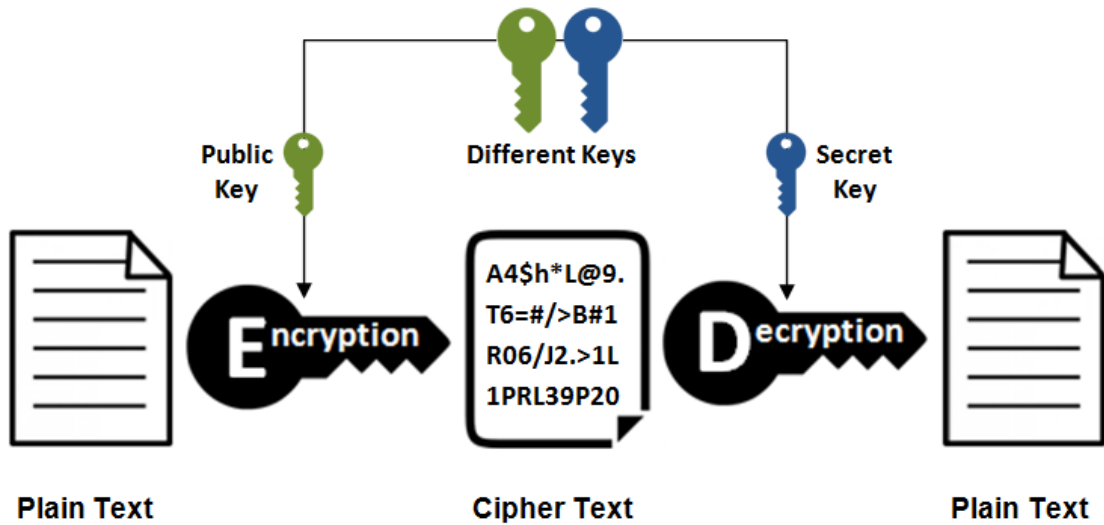 Public
Key
Different Keys
Secret
Key
Encryption
A4$h*L@9.
T6=#/>B#1
R06/J2.>1L
1PRL39P20
Decryption
Plain Text
Cipher Text
Plain Text